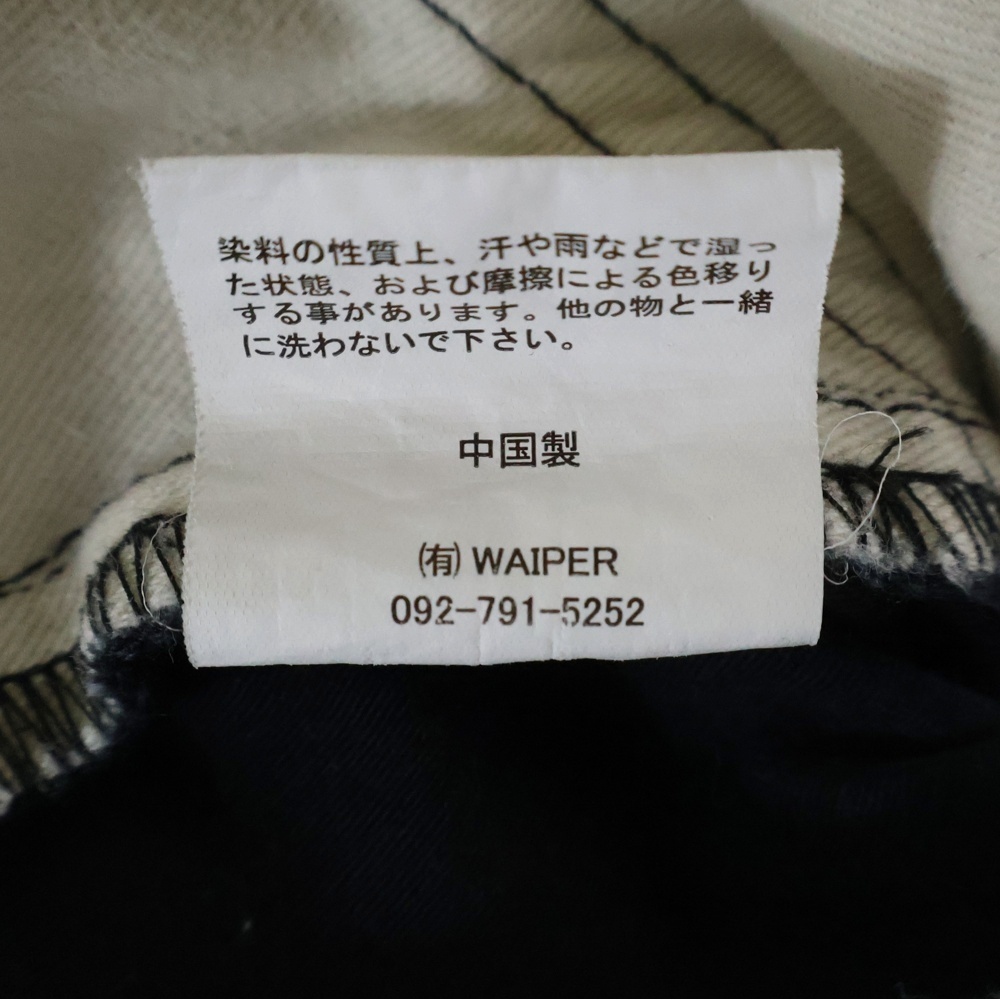 染料の性質上、汗や雨などで湿っ
た状態、および摩擦による色移り
する事があります。他の物と一緒
に洗わないで下さい。
中国製
㈲ WAIPER
092-791-5252